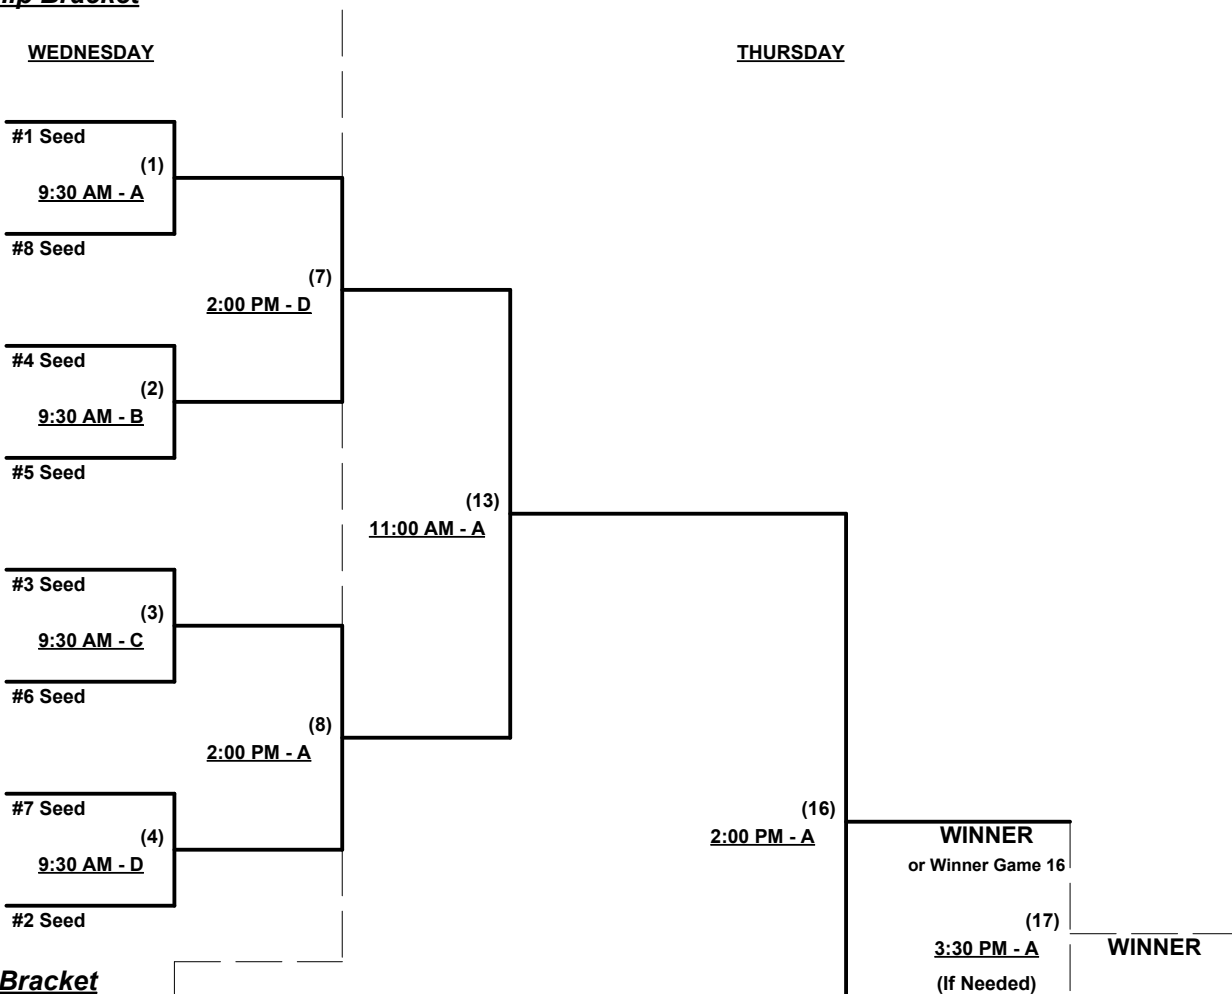 Bracket
WEDNESDAY
THURSDAY
#1 Seed
(1)
9:30 AM - A
#8 Seed
(7)
2:00 PM - D
#4 Seed
(2)
9:30 AM - B
#5 Seed
(13)
11:00 AM - A
#3 Seed
(3)
9:30 AM - C
#6 Seed
(8)
2:00 PM - A
#7 Seed
(4)
9:30 AM - D
#2 Seed
(16)
2:00 PM - A
WINNER
or Winner Game 16
(17)
3:30 PM - A
(If Needed)
WINNER
Bracket